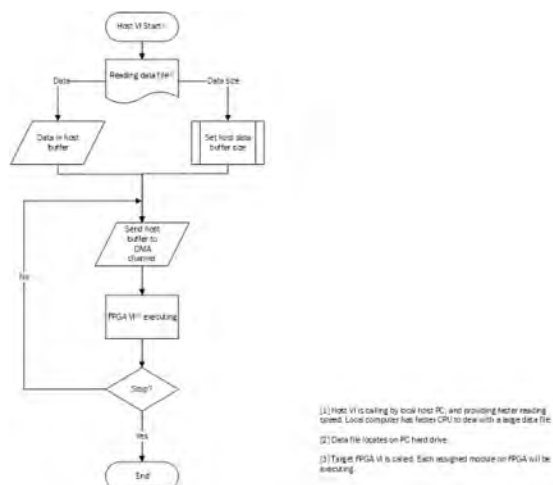 Host VI Start[1]
Reading data file[2]
Data
Data size
Data in host
buffer
Set host data
buffer size
Send host
buffer to
DMA
channel
No
FPGA VI[3] executing
Stop?
Yes
End
[1] Host VI is calling by local host PC, and providing faster reading
speed. Local computer has faster CPU to deal with a large data file.
[2] Data file locates on PC hard drive.
[3] Target FPGA VI is called. Each assigned module on FPGA will be
executing.